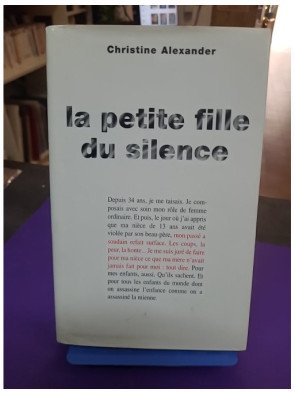 Christine Alexander
la petite fille
du silence
Depuis 34 ans, je me taisais. Je com-
posais avec soin mon rôle de femme
ordinaire. Et puis, le jour où j'ai appris
que ma nièce de 13 ans avait été
violée par son beau-père, mon passé a
soudain refait surface. Les coups, la
peur, la honte... Je me suis juré de faire
pour ma nièce ce que ma mère n'avait
jamais fait pour moi : tout dire. Pour
mes enfants, aussi. Qu'ils sachent. Et
pour tous les enfants du monde dont
on assassine l'enfance comme on a
assassiné la mienne.